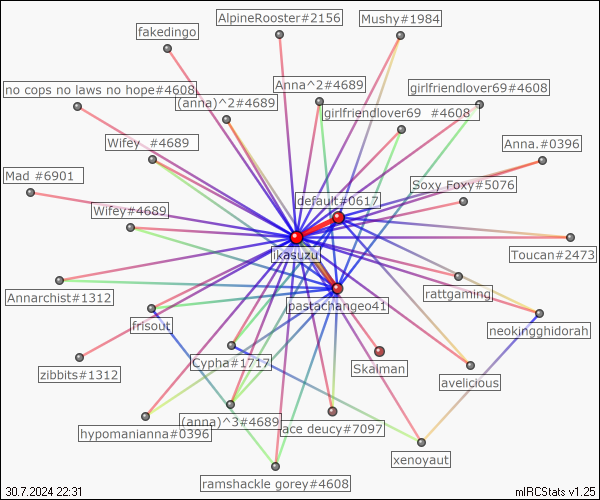 AlpineRooster#2156
Mushy#1984
fakedingo
Anna^2#4689
no cops no laws no hope#4608
girlfriendlover69#4608
(anna)^2#4689
girlfriendlover69 #4608
Wifey #4689
Anna.#0396
Mad #6901
Soxy Foxy#5076
default#0617
Wifey#4689
ikasuzu
Toucan#2473
Annarchist#1312
rattgaming
pastachangeo41
frisout
neokingghidorah
Cypha#1717
Skalman
zibbits#1312
avelicious
(anna)^3#4689
ace deucy#7097
hypomanianna#0396
xenoyaut
ramshackle gorey#4608
30.7.2024 22:31
mIRCStats v1.25